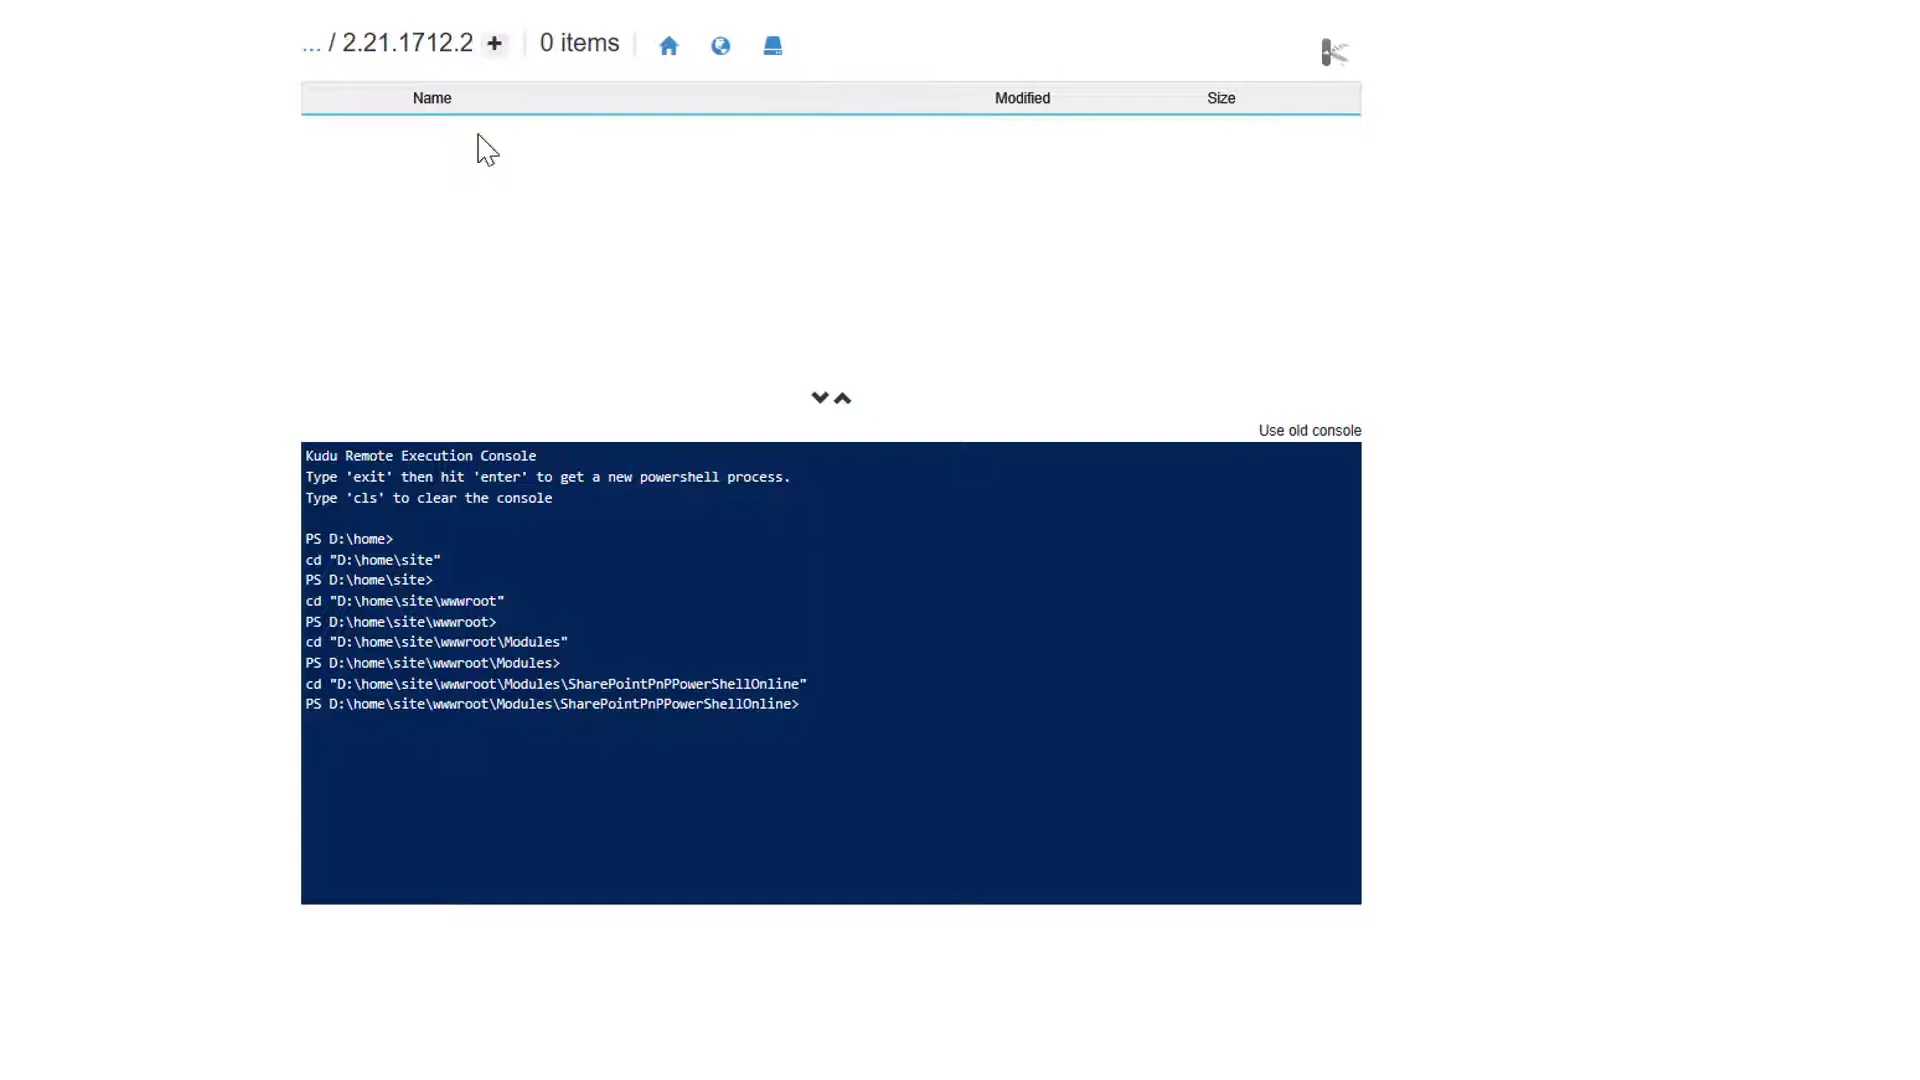 ... / 2.21.1712.2 + 0 items
Name Modified Size
Use old console
Kudu Remote Execution Console
Type 'exit' then hit 'enter' to get a new powershell process.
Type 'cls' to clear the console
PS D:\home>
cd "D:\home\site"
PS D:\home\site>
cd "D:\home\site\wwwroot"
PS D:\home\site\wwwroot>
cd "D:\home\site\wwwroot\Modules"
PS D:\home\site\wwwroot\Modules>
cd "D:\home\site\wwwroot\Modules\SharePointPnPPowerShellOnline"
PS D:\home\site\wwwroot\Modules\SharePointPnPPowerShellOnline>